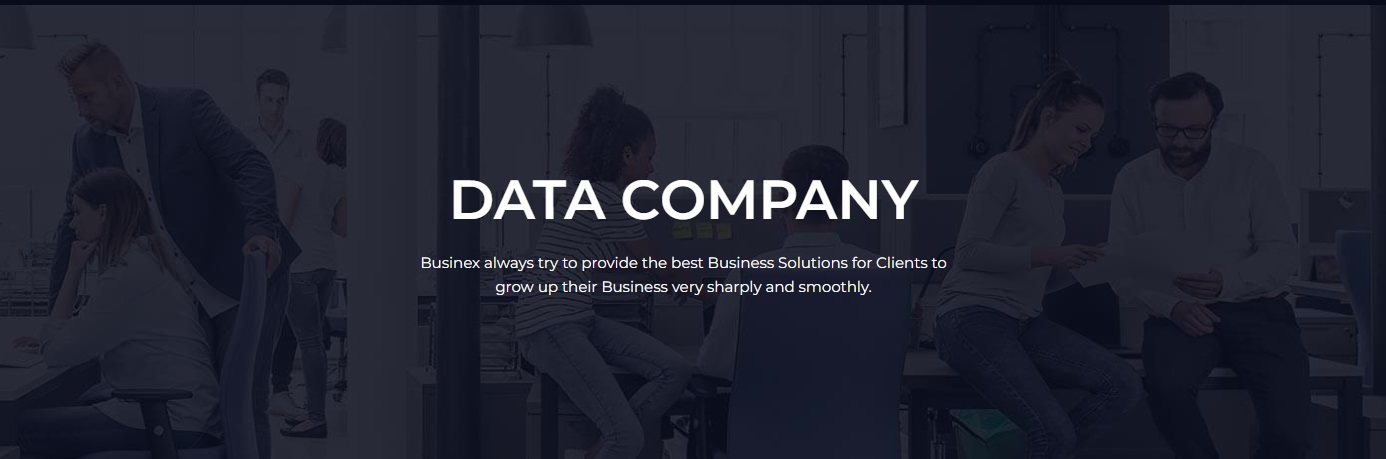 DATA COMPANY
Businex always try to provide the best Business Solutions for Clients to
grow up their Business very sharply and smoothly.